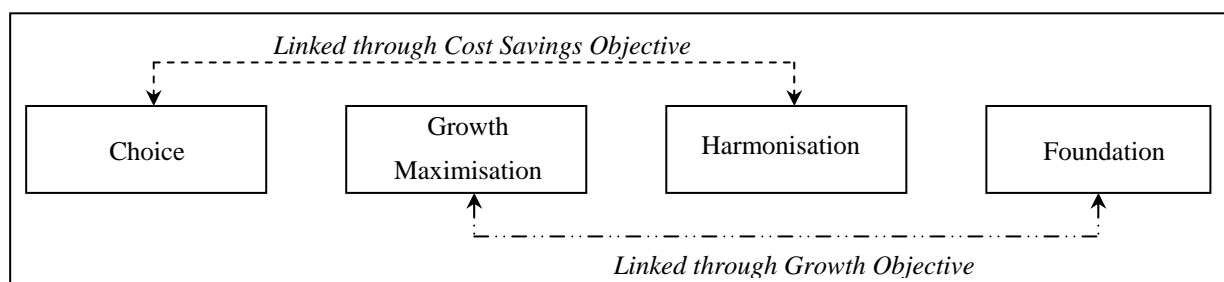 Linked through Cost Savings Objective
Choice
Growth
Maximisation
Harmonisation
Foundation
Linked through Growth Objective